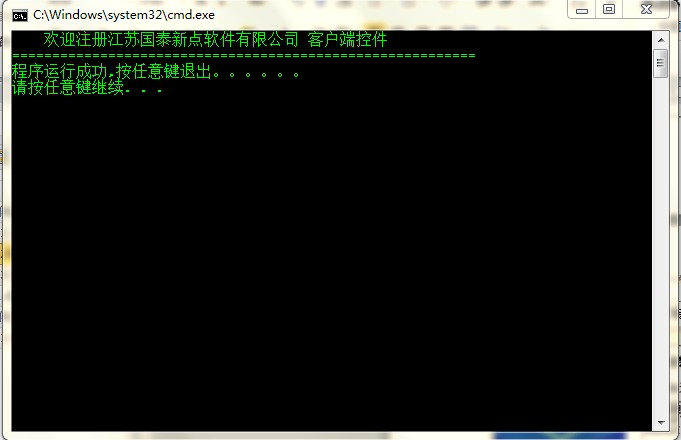 C:\Windows\system32\cmd.exe
欢迎注册江苏国泰新点软件有限公司 客户端控件
==========================================================
程序运行成功,按任意键退出。。。。。。
请按任意键继续. . .